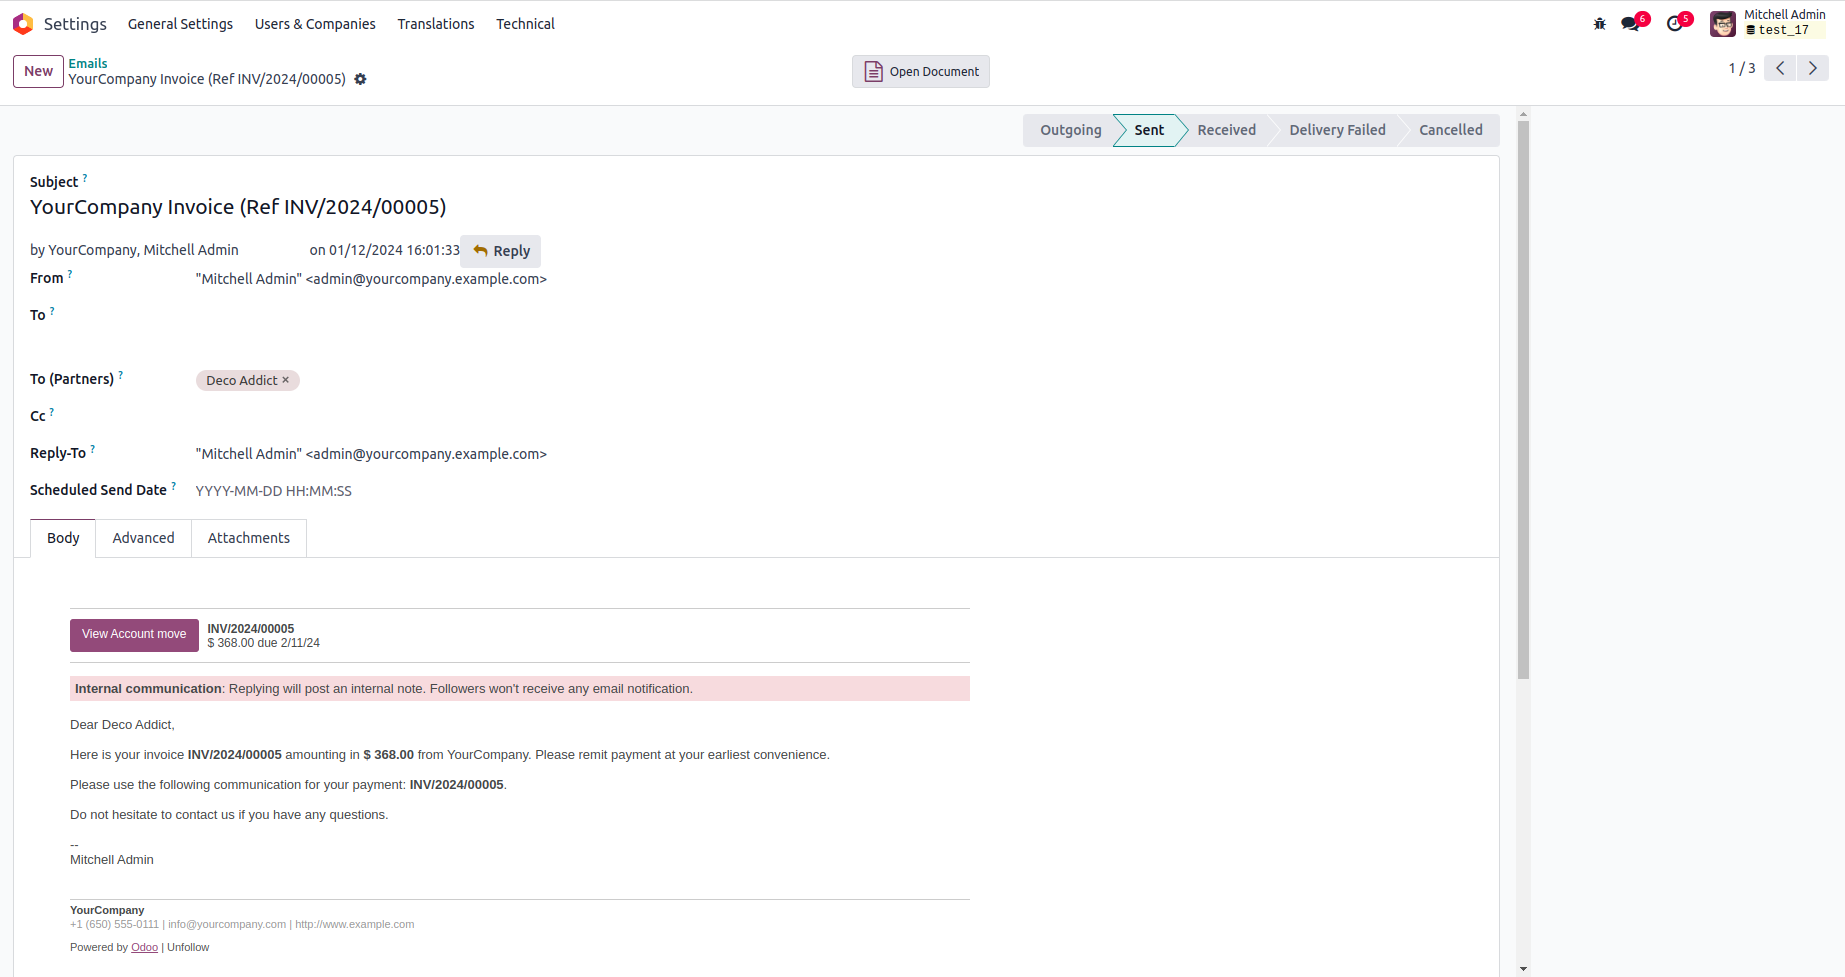 Settings General Settings Users & Companies Translations Technical 6 5 Mitchell Admin
test_17
New Emails
YourCompany Invoice (Ref INV/2024/00005)
Open Document
1 / 3
Outgoing Sent Received Delivery Failed Cancelled
Subject ?
YourCompany Invoice (Ref INV/2024/00005)
by YourCompany, Mitchell Admin on 01/12/2024 16:01:33 Reply
From ? "Mitchell Admin" <admin@yourcompany.example.com>
To ?
To (Partners) ? Deco Addict ×
Cc ?
Reply-To ? "Mitchell Admin" <admin@yourcompany.example.com>
Scheduled Send Date ? YYYY-MM-DD HH:MM:SS
Body Advanced Attachments
View Account move INV/2024/00005
$ 368.00 due 2/11/24
Internal communication: Replying will post an internal note. Followers won't receive any email notification.
Dear Deco Addict,
Here is your invoice INV/2024/00005 amounting in $ 368.00 from YourCompany. Please remit payment at your earliest convenience.
Please use the following communication for your payment: INV/2024/00005.
Do not hesitate to contact us if you have any questions.
--
Mitchell Admin
YourCompany
+1 (650) 555-0111 | info@yourcompany.com | http://www.example.com
Powered by Odoo | Unfollow